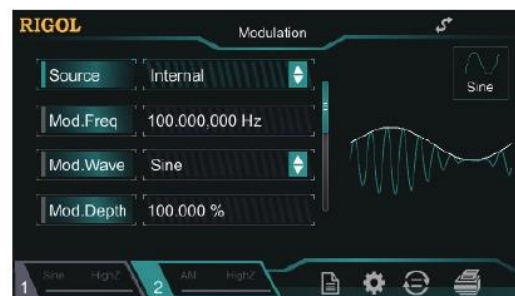 RIGOL
Modulation
Source Internal
Sine
Mod.Freq 100.000,000 Hz
Mod.Wave Sine
Mod.Depth 100.000 %
1 Sine HighZ 2 AM HighZ